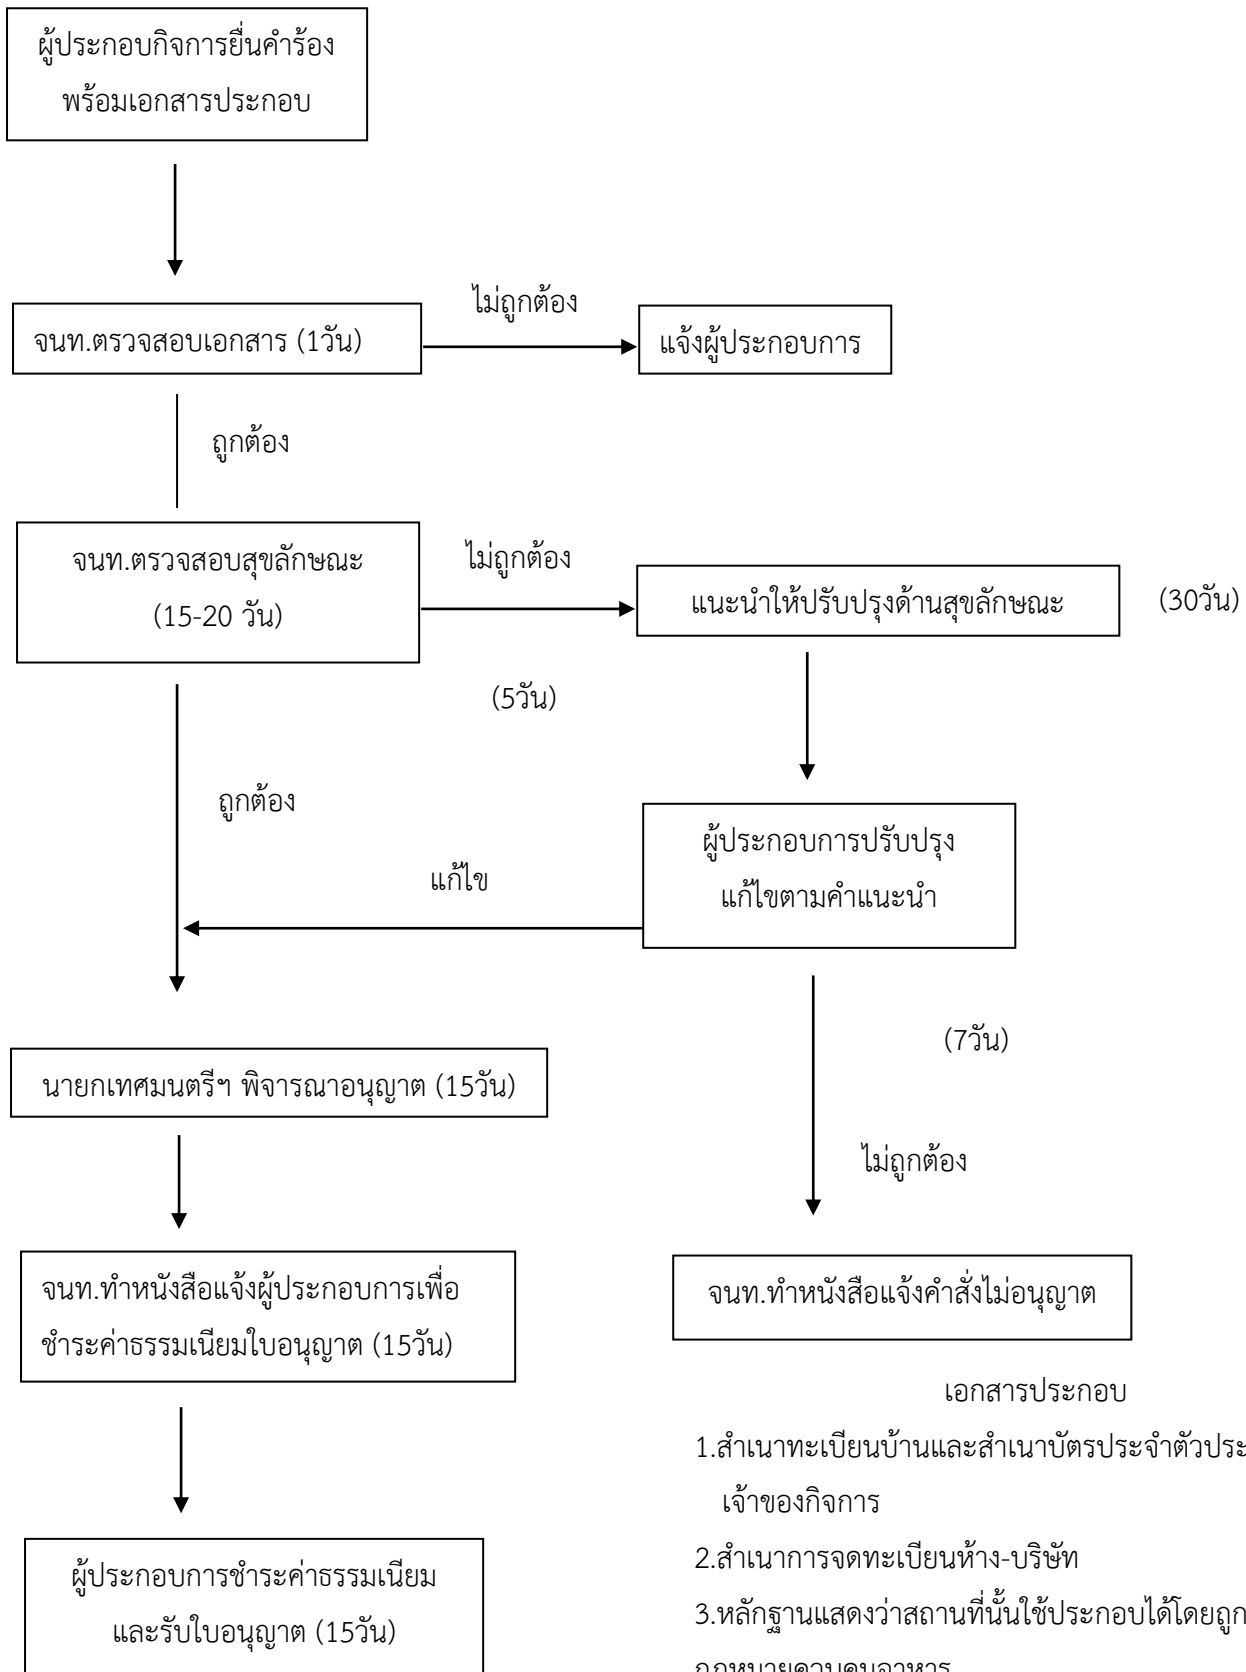 ผู้ประกอบกิจการยื่นคำร้อง
พร้อมเอกสารประกอบ
ไม่ถูกต้อง
จนท.ตรวจสอบเอกสาร (1วัน)
แจ้งผู้ประกอบการ
ถูกต้อง
จนท.ตรวจสอบสุขลักษณะ
(15-20 วัน)
ไม่ถูกต้อง
แนะนำให้ปรับปรุงด้านสุขลักษณะ
(30วัน)
(5วัน)
ถูกต้อง
ผู้ประกอบการปรับปรุง
แก้ไขตามคำแนะนำ
แก้ไข
(7วัน)
นายกเทศมนตรีฯ พิจารณาอนุญาต (15วัน)
ไม่ถูกต้อง
จนท.ทำหนังสือแจ้งผู้ประกอบการเพื่อ
ชำระค่าธรรมเนียมใบอนุญาต (15วัน)
จนท.ทำหนังสือแจ้งคำสั่งไม่อนุญาต
ผู้ประกอบการชำระค่าธรรมเนียม
และรับใบอนุญาต (15วัน)
เอกสารประกอบ
1.สำเนาทะเบียนบ้านและสำเนาบัตรประจำตัวประ
เจ้าของกิจการ
2.สำเนาการจดทะเบียนห้าง-บริษัท
3.หลักฐานแสดงว่าสถานที่นั้นใช้ประกอบได้โดยถูก